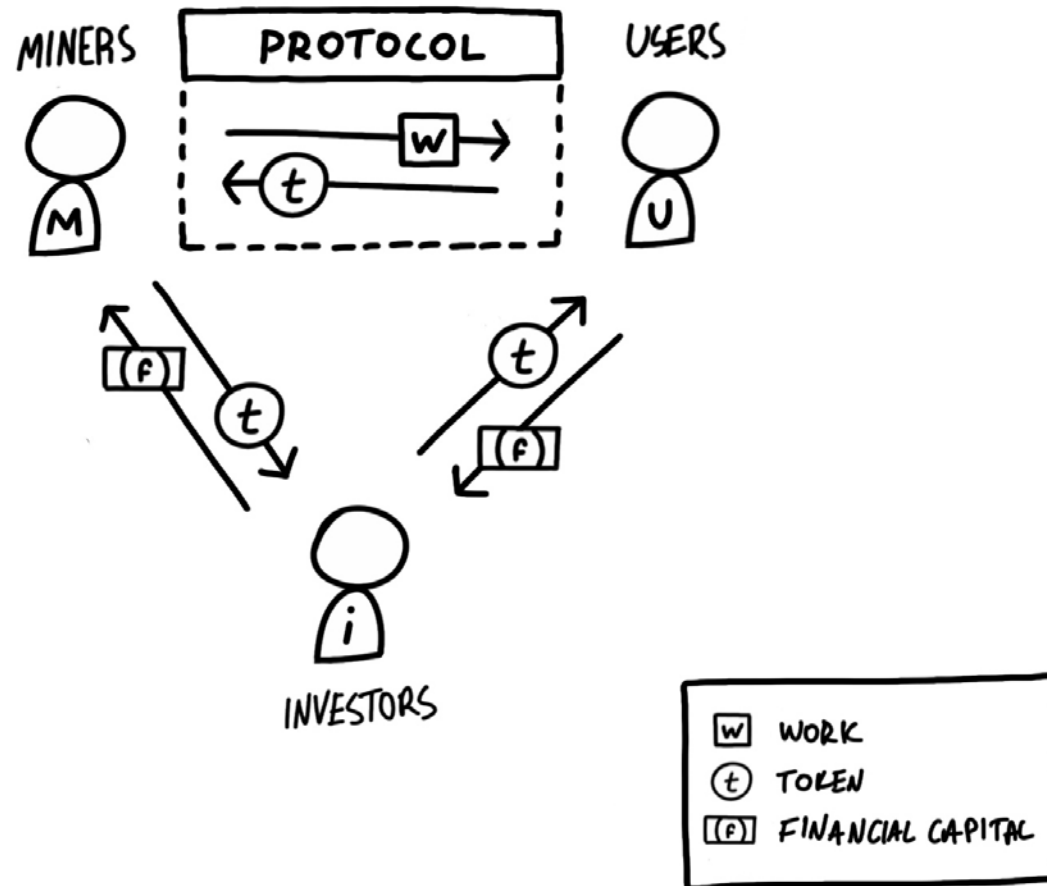 MINERS
PROTOCOL
USERS
W
t
M
U
(F)
t
t
(F)
i
INVESTORS
W WORK
t TOKEN
(F) FINANCIAL CAPITAL